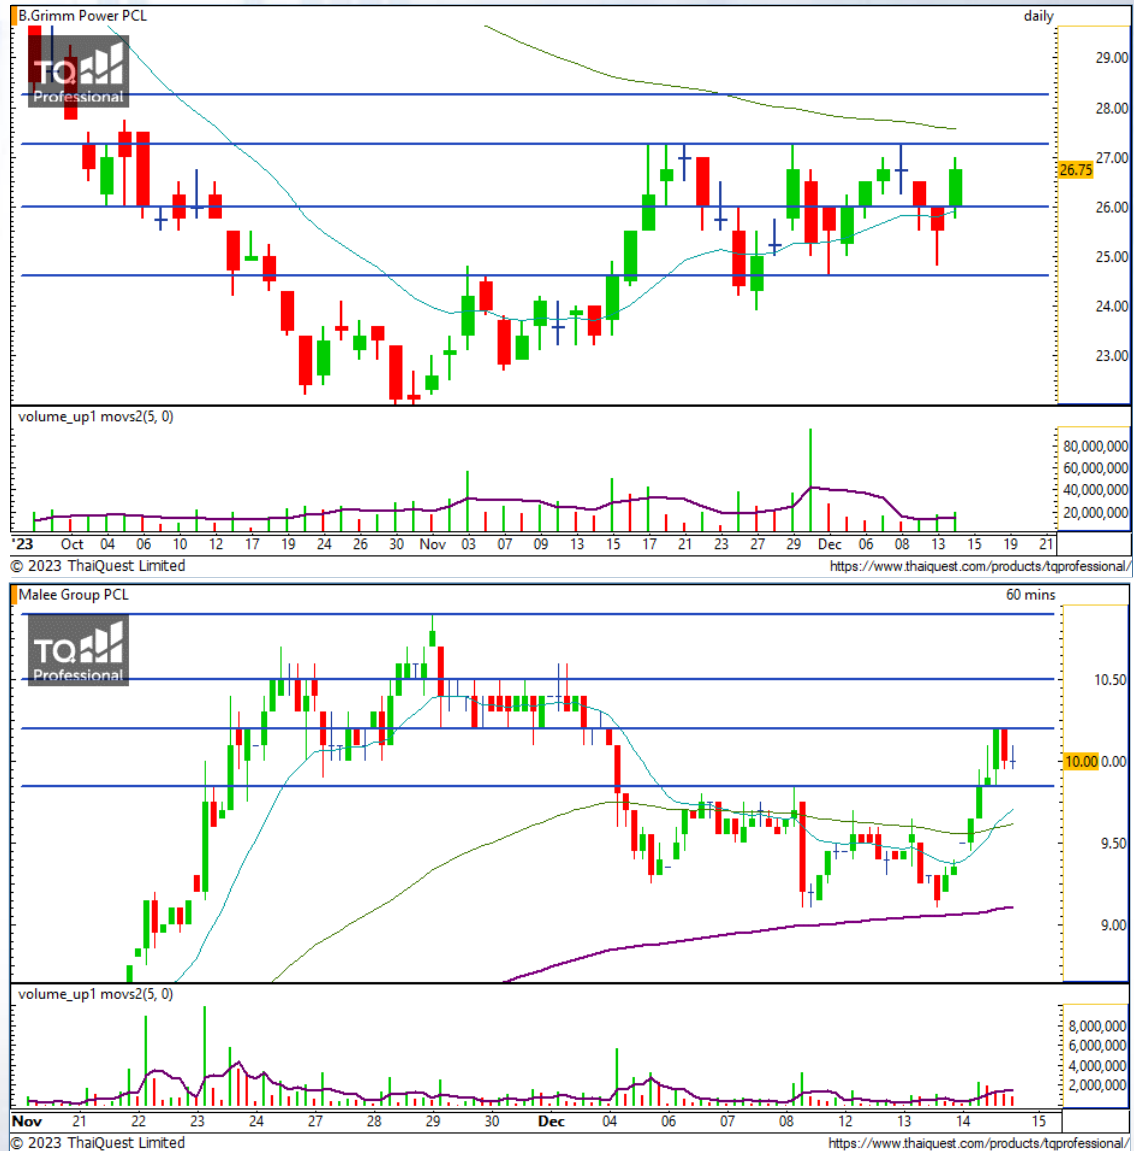 B.Grimm Power PCL daily
TQ
Professional
29.00
28.00
27.00
26.75
26.00
25.00
24.00
23.00
volume_up1 movs2(5, 0)
80,000,000
60,000,000
40,000,000
20,000,000
'23 Oct 04 06 10 12 17 19 24 26 30 Nov 03 07 09 13 15 17 21 23 27 29 Dec 06 08 13 15 19 21
© 2023 ThaiQuest Limited https://www.thaiquest.com/products/tqprofessional/
Malee Group PCL 60 mins
TQ
Professional
10.50
10.00 0.00
9.50
9.00
volume_up1 movs2(5, 0)
8,000,000
6,000,000
4,000,000
2,000,000
Nov 21 22 23 24 27 28 29 30 Dec 04 06 07 08 12 13 14 15
© 2023 ThaiQuest Limited https://www.thaiquest.com/products/tqprofessional/